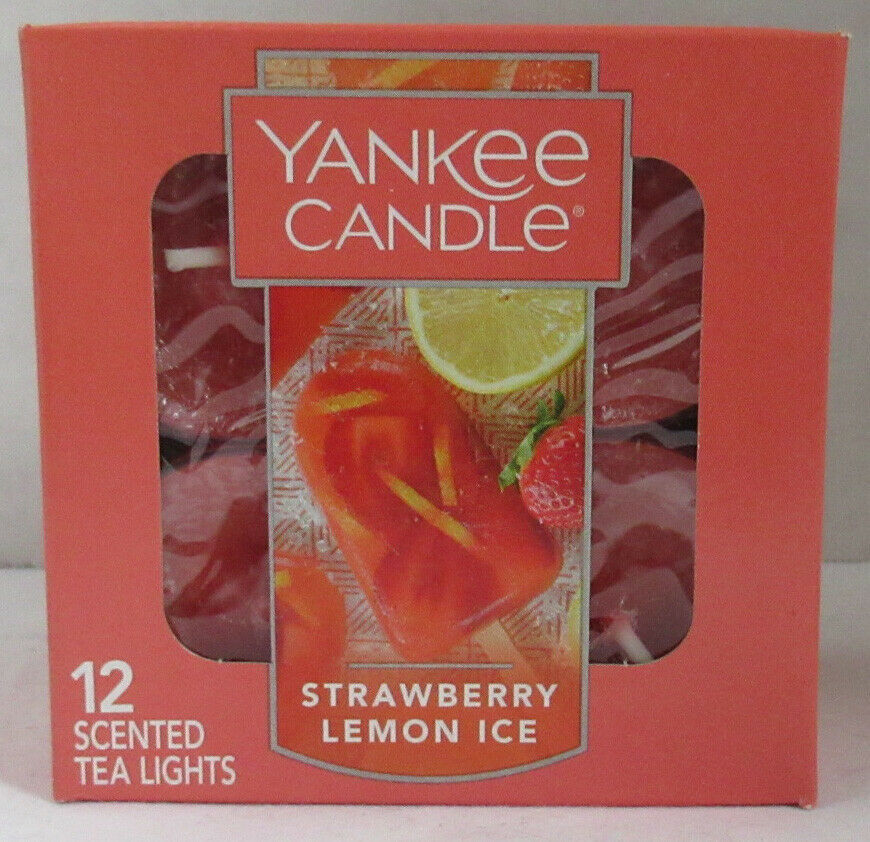 YANKee
CANDLe®
STRAWBERRY
LEMON ICE
12
SCENTED
TEA LIGHTS